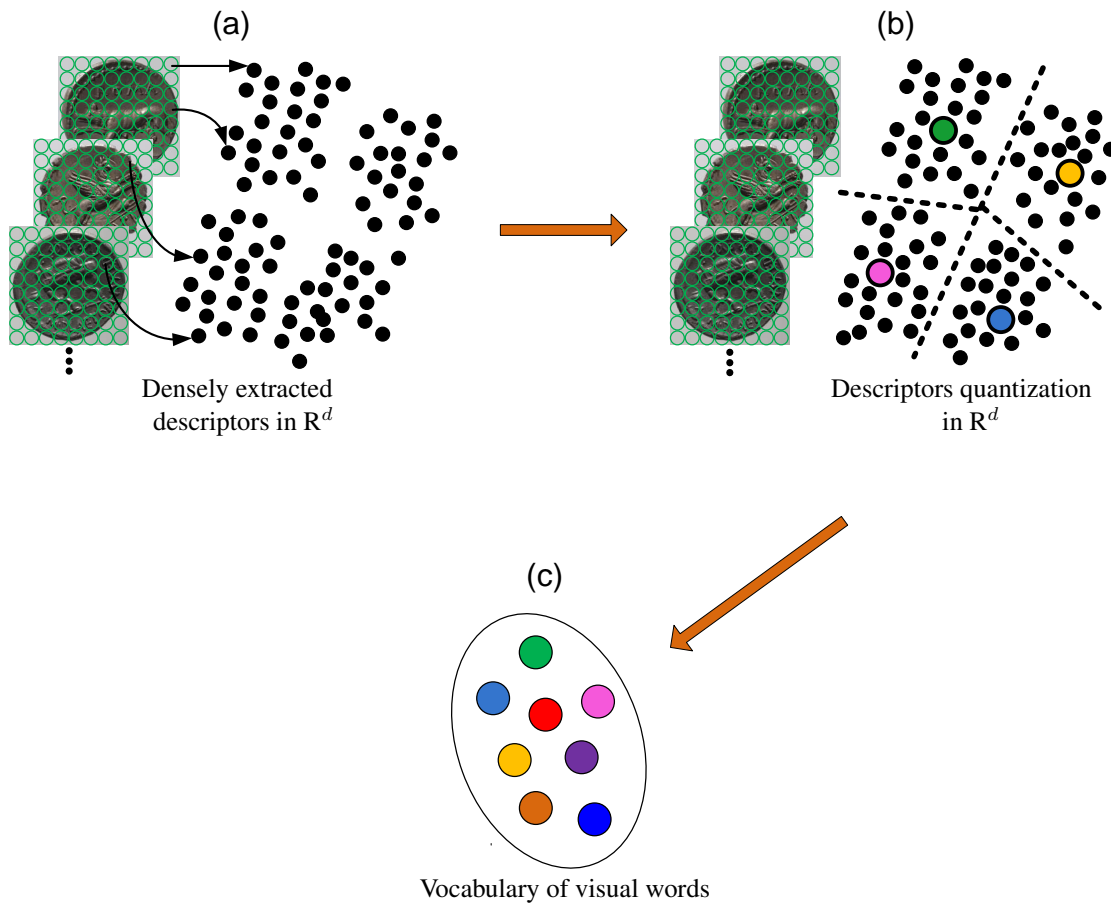 (a)
(b)
Densely extracted
descriptors in R^d
Descriptors quantization
in R^d
(c)
Vocabulary of visual words